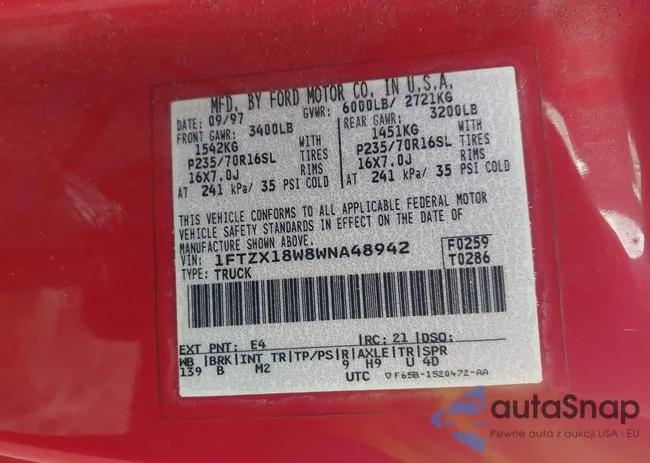 MFD. BY FORD MOTOR CO. IN U.S.A.
DATE: 09/97 GVWR: 6000LB/ 2721KG
FRONT GAWR: 3400LB REAR GAWR: 3200LB
1542KG WITH 1451KG WITH
P235/70R16SL TIRES P235/70R16SL TIRES
16X7.0J RIMS 16X7.0J RIMS
AT 241 kPa/ 35 PSI COLD AT 241 kPa/ 35 PSI COLD
THIS VEHICLE CONFORMS TO ALL APPLICABLE FEDERAL MOTOR
VEHICLE SAFETY STANDARDS IN EFFECT ON THE DATE OF
MANUFACTURE SHOWN ABOVE.
VIN: 1FTZX18W8WNA48942 F0259
TYPE: TRUCK T0286
EXT PNT: E4 RC: 21 DSO:
WB BRK INT TR TP/PS R AXLE TR SPR
139 B M2 9 H9 U 4D
UTC F65B-1520472-AA
autaSnap
Pewne auta z aukcji USA i EU